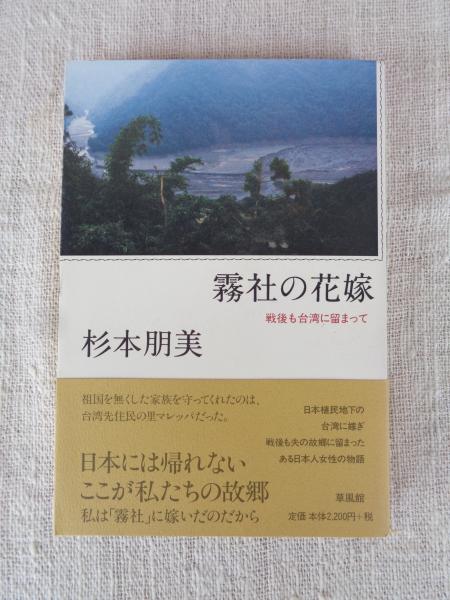 霧社の花嫁
戦後も台湾に留まって
杉本朋美
祖国を無くした家族を守ってくれたのは、
台湾先住民の里マレッパだった。
日本には帰れない
ここが私たちの故郷
私は「霧社」に嫁いだのだから
日本植民地下の
台湾に嫁ぎ
戦後も夫の故郷に留まった
ある日本人女性の物語
草風館
定価 本体2,200円+税